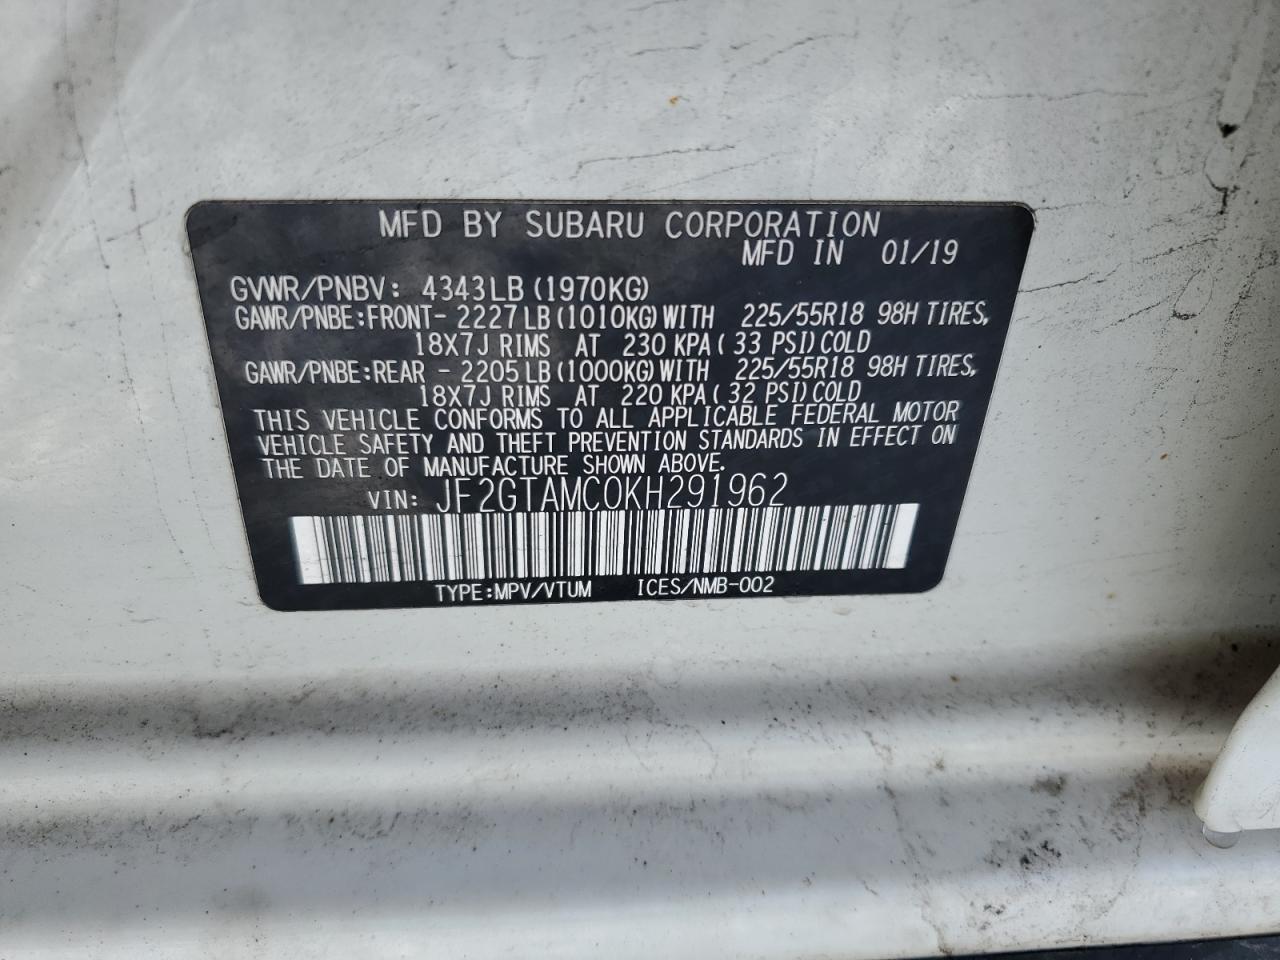 MFD BY SUBARU CORPORATION
MFD IN 01/19
GVWR/PNBV: 4343LB (1970KG)
GAWR/PNBE:FRONT- 2227LB (1010KG) WITH 225/55R18 98H TIRES,
18X7J RIMS AT 230 KPA ( 33 PSI) COLD
GAWR/PNBE:REAR - 2205LB (1000KG) WITH 225/55R18 98H TIRES,
18X7J RIMS AT 220 KPA ( 32 PSI) COLD
THIS VEHICLE CONFORMS TO ALL APPLICABLE FEDERAL MOTOR
VEHICLE SAFETY AND THEFT PREVENTION STANDARDS IN EFFECT ON
THE DATE OF MANUFACTURE SHOWN ABOVE.
VIN: JF2GTAMC0KH291962
TYPE:MPV/VTUM ICES/NMB-002